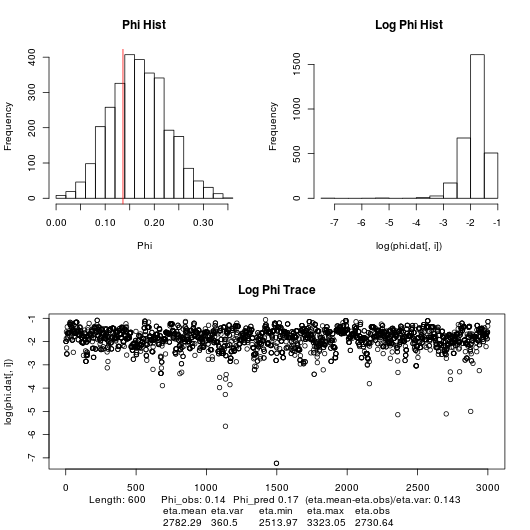 Phi Hist
Log Phi Hist
Frequency
0 100 200 300 400
0.00 0.10 0.20 0.30
Phi
Frequency
0 500 1000 1500
-7 -6 -5 -4 -3 -2 -1
log(phi.dat[, i])
Log Phi Trace
log(phi.dat[, i])
-1 -2 -3 -4 -5 -6 -7
0 500 1000 1500 2000 2500 3000
Length: 600 Phi_obs: 0.14 Phi_pred 0.17 (eta.mean-eta.obs)/eta.var: 0.143
eta.mean eta.var eta.min eta.max eta.obs
2782.29 360.5 2513.97 3323.05 2730.64